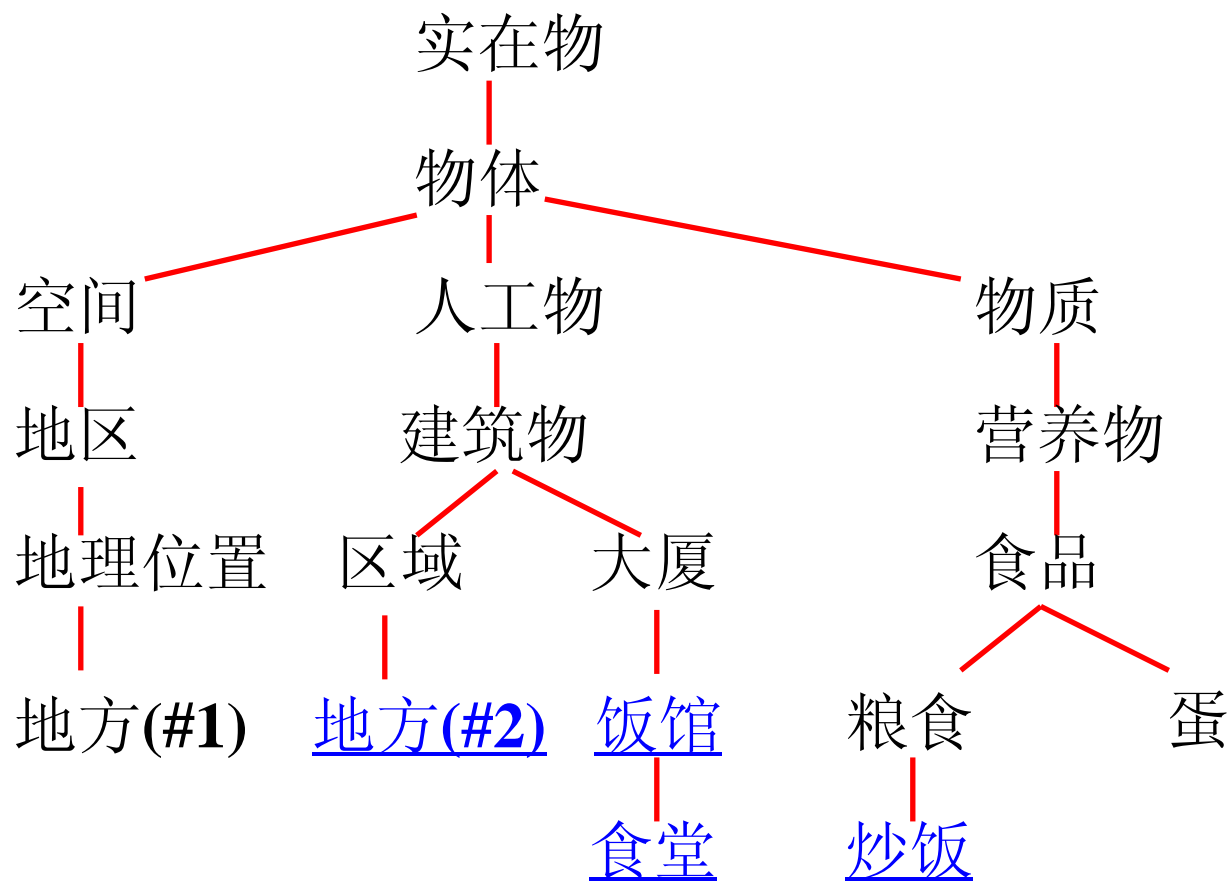 实在物
物体
空间 人工物 物质
地区 建筑物 营养物
地理位置 区域 大厦 食品
地方(#1) 地方(#2) 饭馆 粮食 蛋
食堂 炒饭